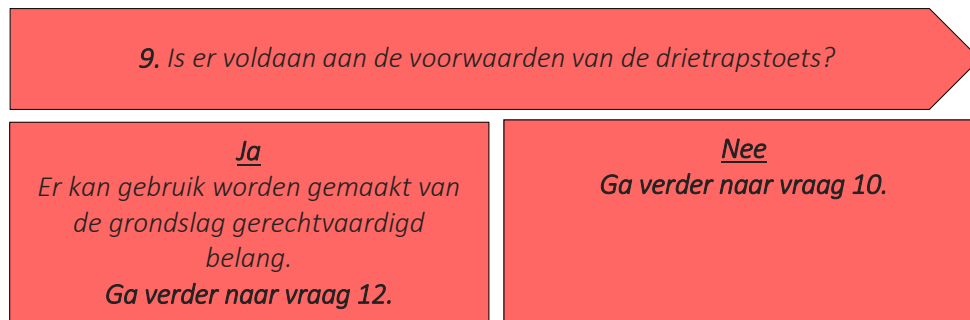 9. Is er voldaan aan de voorwaarden van de drietrapstoets?
Ja
Er kan gebruik worden gemaakt van
de grondslag gerechtvaardigd
belang.
Ga verder naar vraag 12.
Nee
Ga verder naar vraag 10.